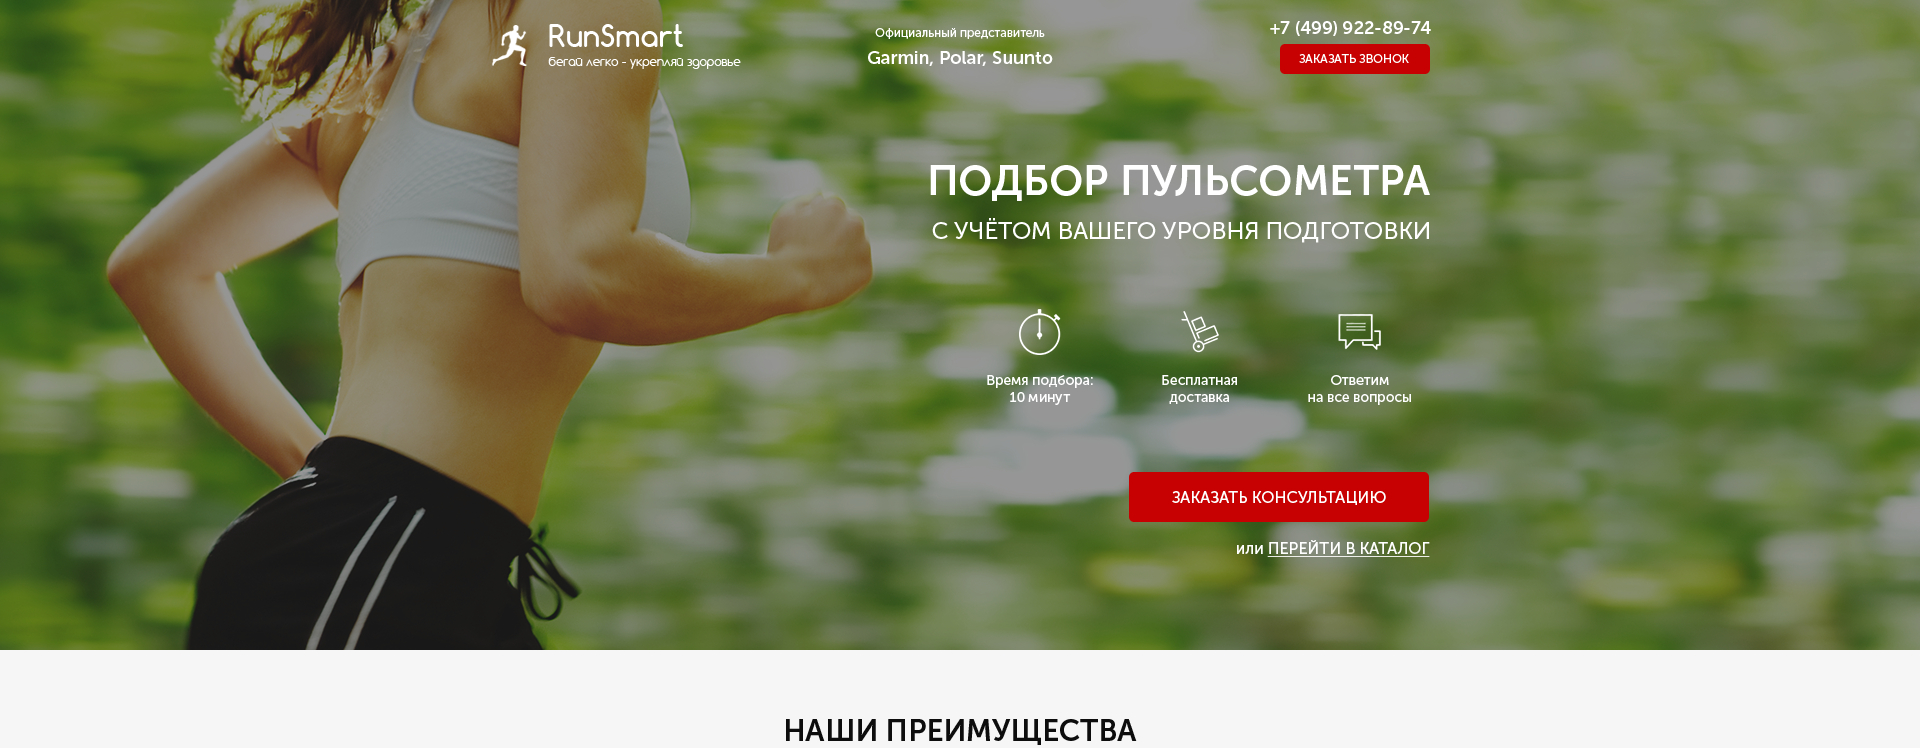 RunSmart
бегай легко - укрепляй здоровье
Официальный представитель
Garmin, Polar, Suunto
+7 (499) 922-89-74
ЗАКАЗАТЬ ЗВОНОК
ПОДБОР ПУЛЬСОМЕТРА
С УЧЁТОМ ВАШЕГО УРОВНЯ ПОДГОТОВКИ
Время подбора:
10 минут
Бесплатная
доставка
Ответим
на все вопросы
ЗАКАЗАТЬ КОНСУЛЬТАЦИЮ
или ПЕРЕЙТИ В КАТАЛОГ
НАШИ ПРЕИМУЩЕСТВА